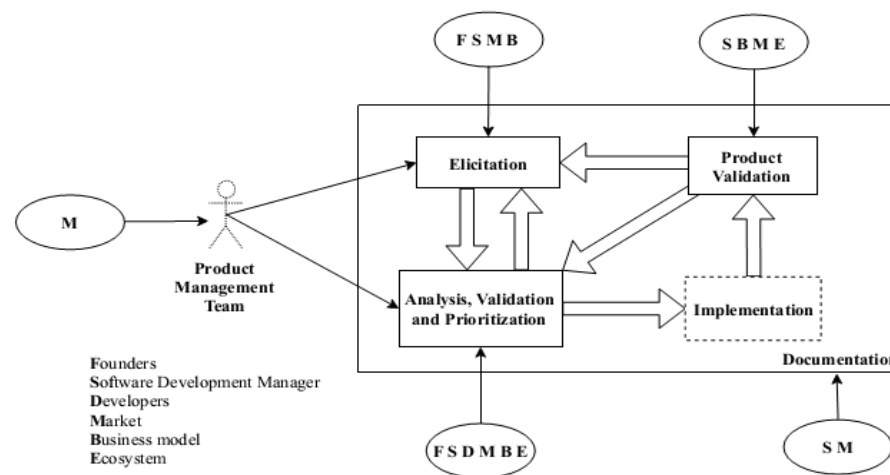 F S M B
S B M E
Elicitation
Product
Validation
M
Product
Management
Team
Analysis, Validation
and Prioritization
Implementation
Documentation
Founders
Software Development Manager
Developers
Market
Business model
Ecosystem
F S D M B E
S M